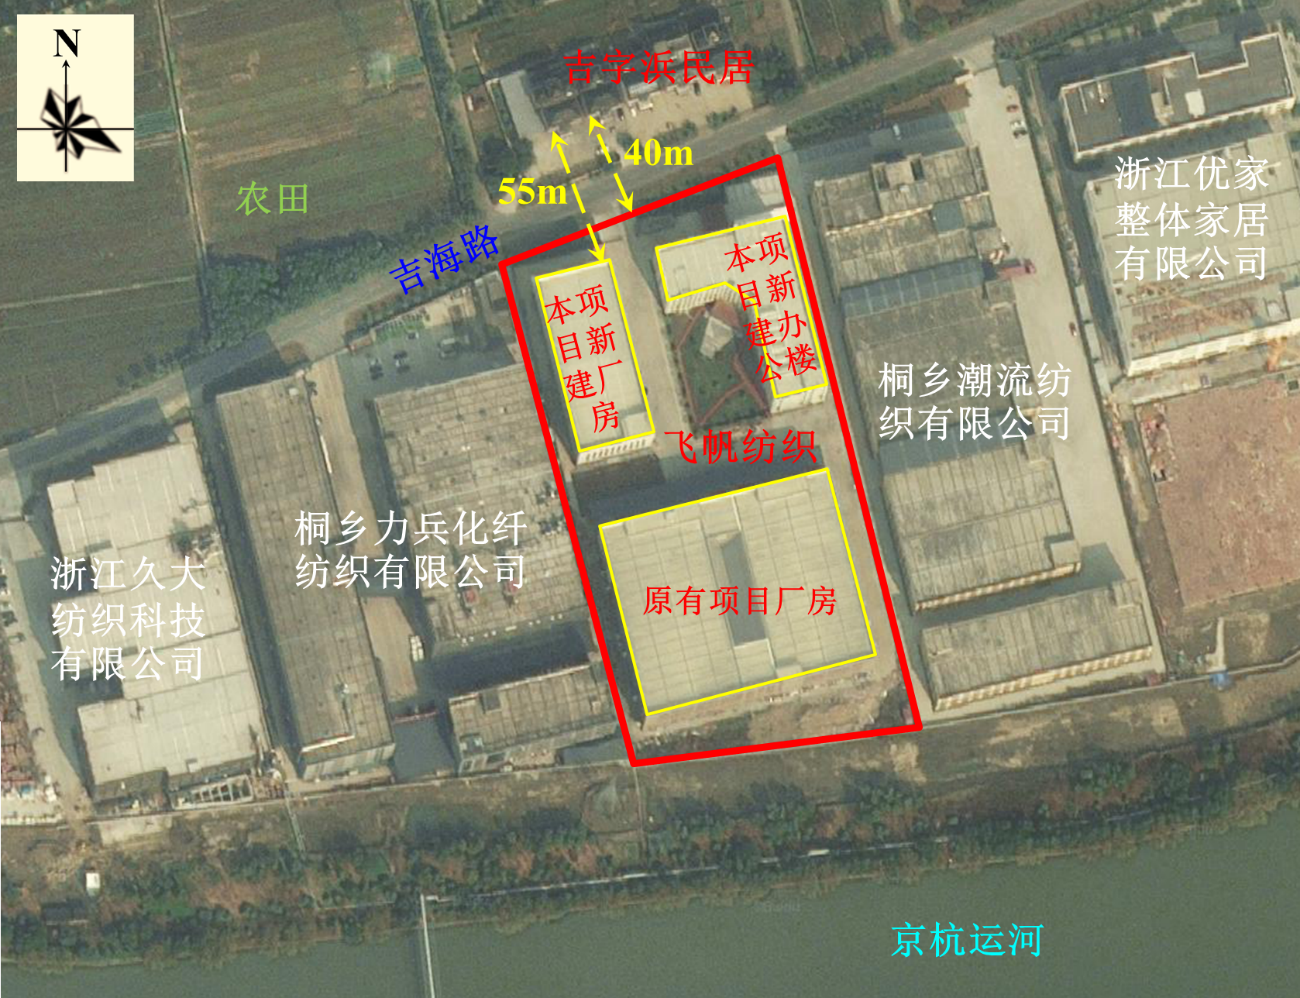 N
吉字浜民居
40m
55m
农田
吉海路
浙江优家
整体家居
有限公司
本项
目新
建办
公楼
本项
目新
建厂
房
桐乡潮流纺
织有限公司
飞帆纺织
桐乡力兵化纤
纺织有限公司
浙江久大
纺织科技
有限公司
原有项目厂房
京杭运河